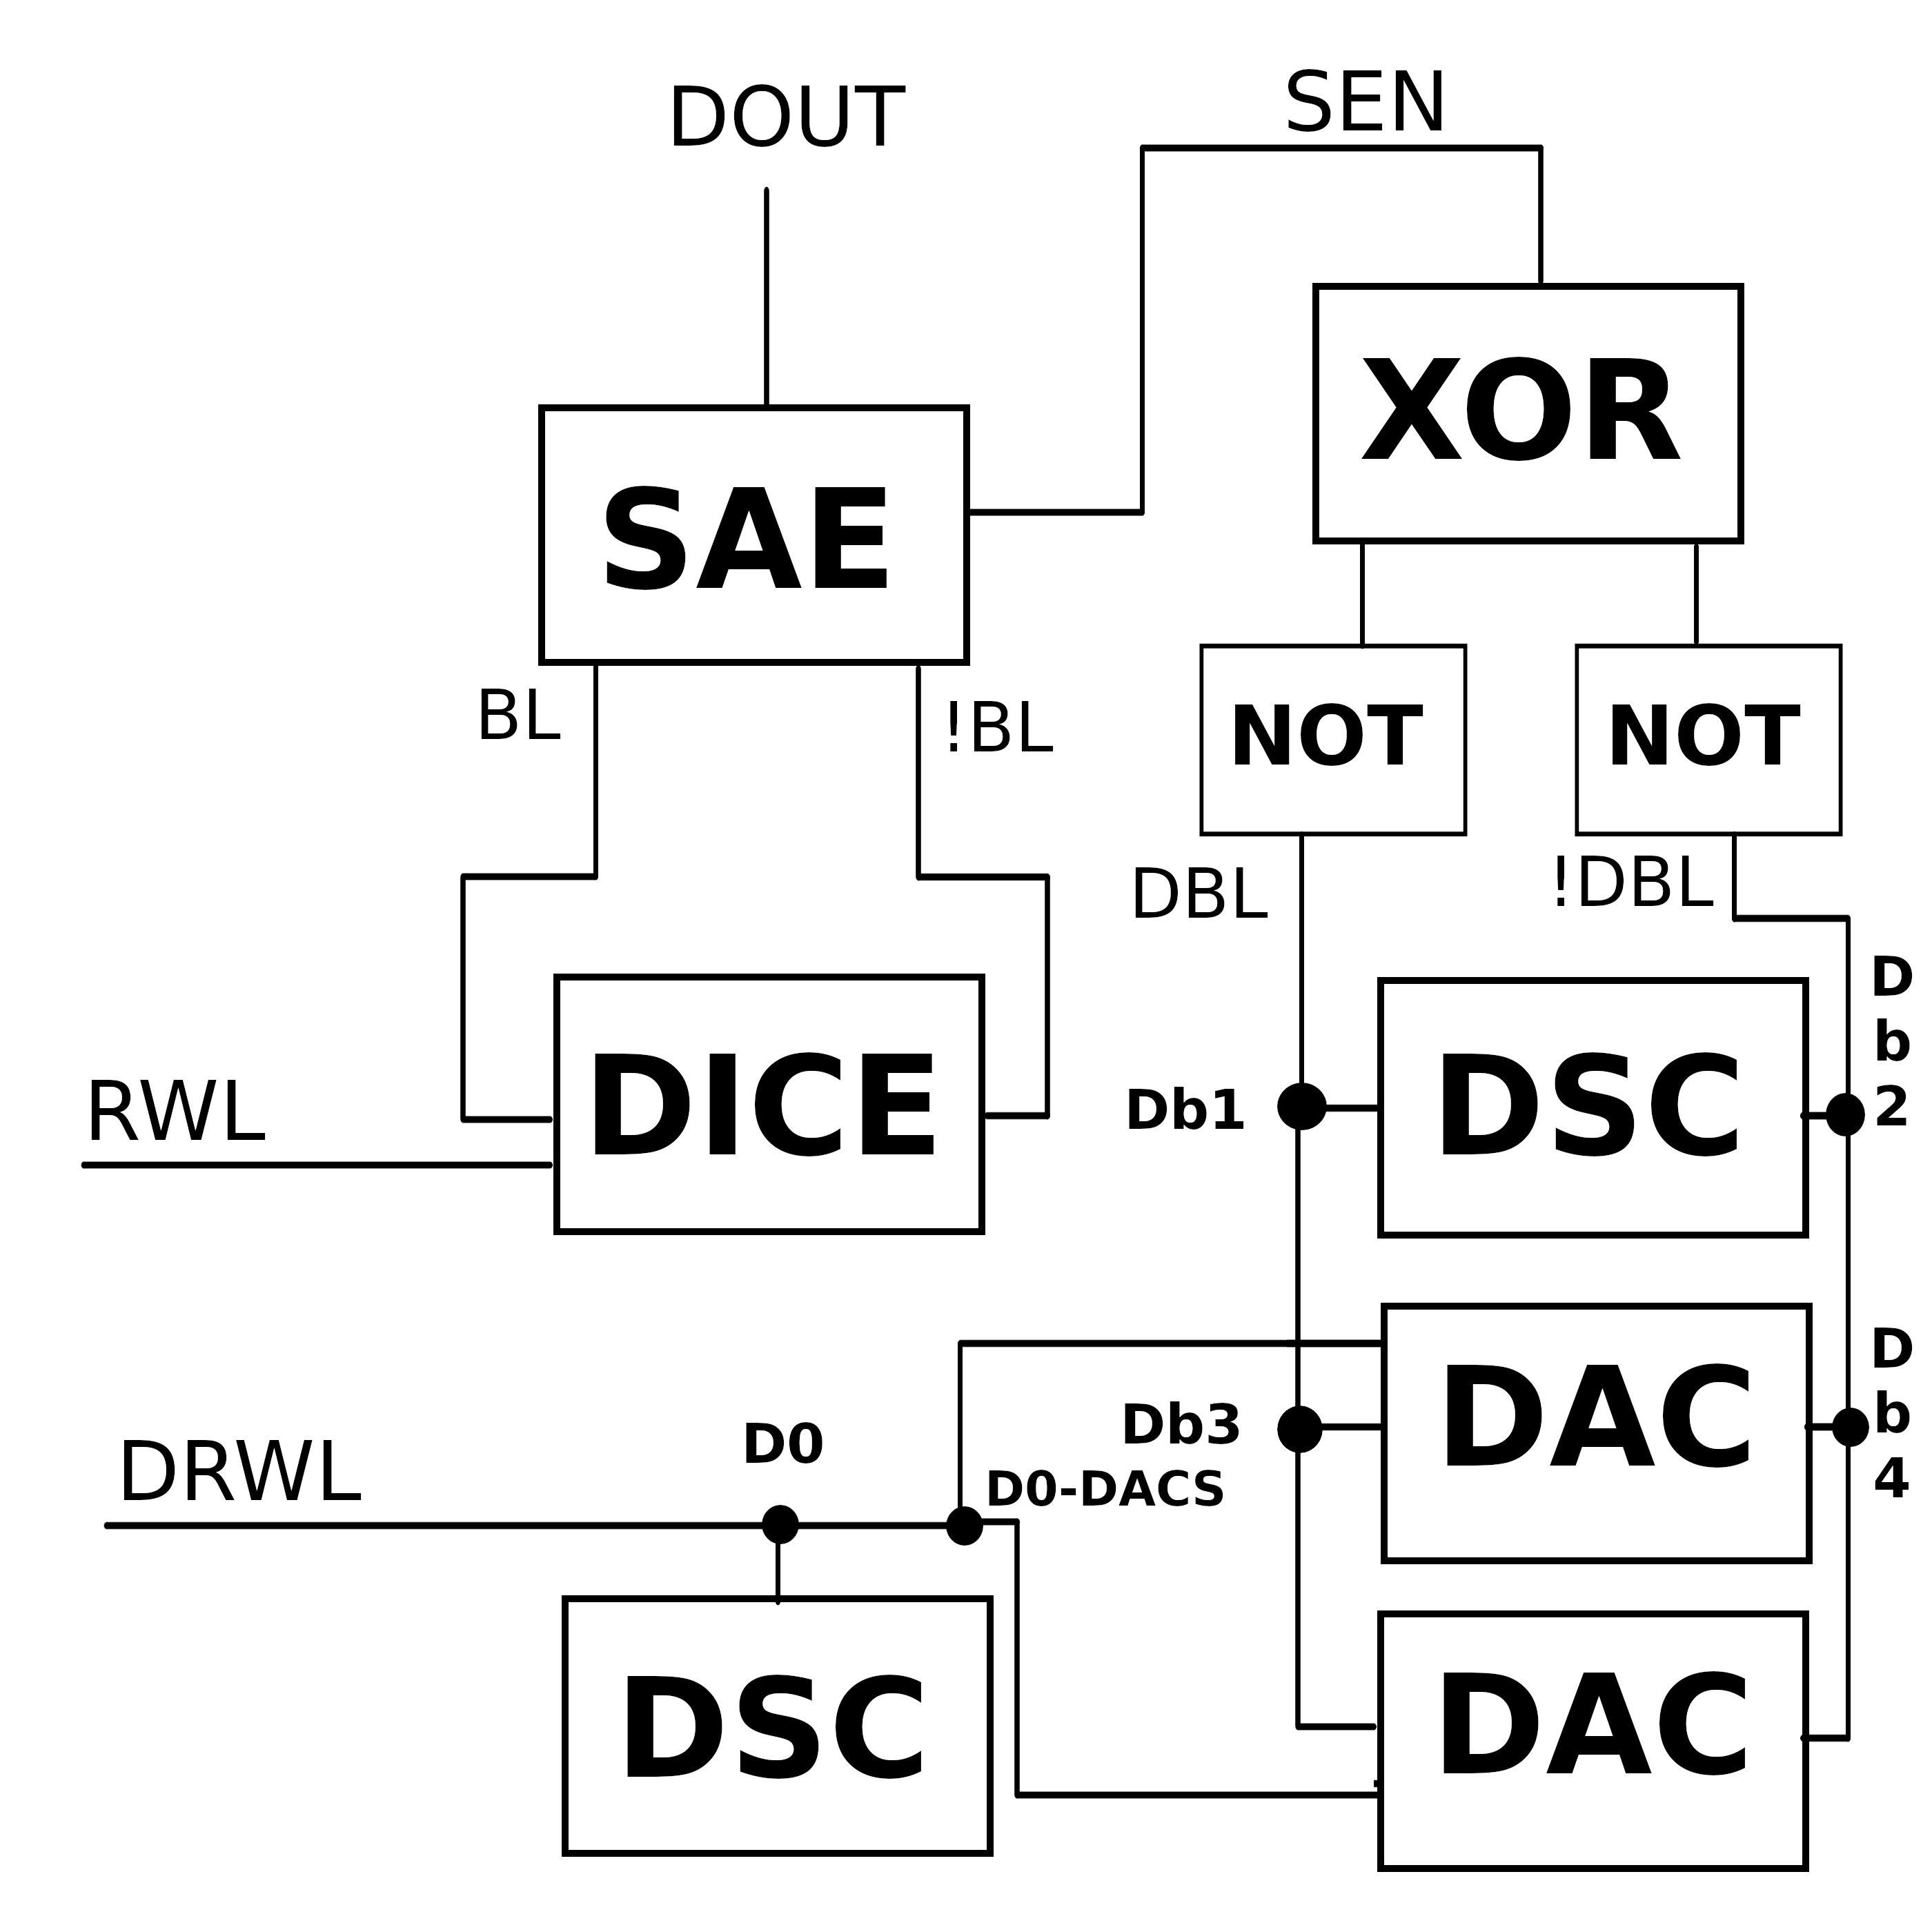 SEN
DOUT
XOR
SAE
BL
!BL
NOT
NOT
DBL
!DBL
D
b
2
RWL
DICE
Db1
DSC
D
b
4
DAC
Db3
D0
DRWL
D0-DACS
DSC
DAC